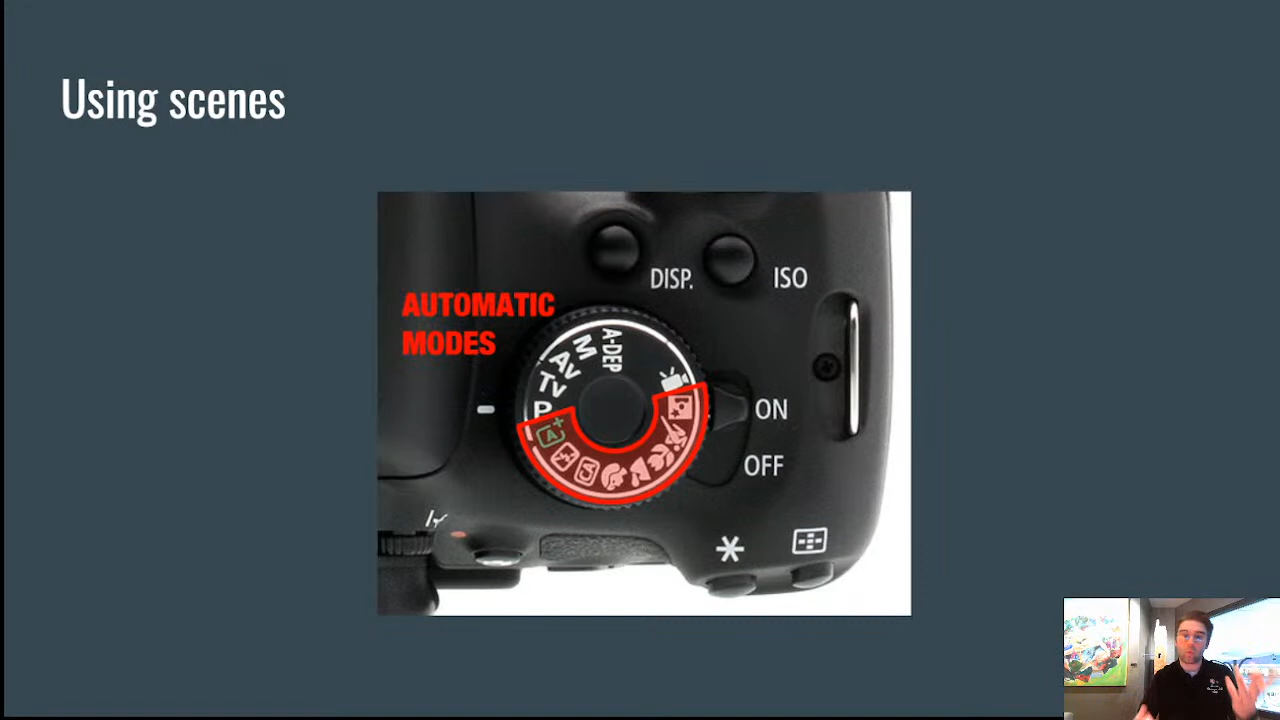 Using scenes
DISP.
ISO
AUTOMATIC
MODES
A-DEP
M
Av
Tv
P
A+
ON
OFF